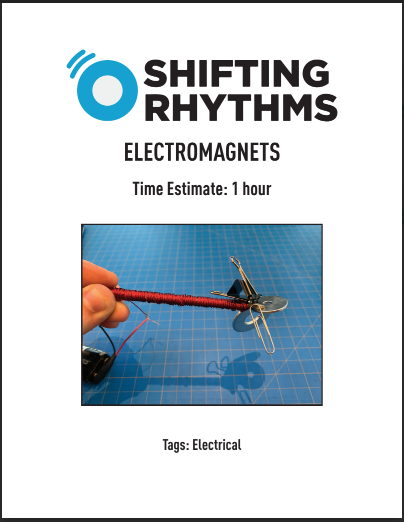 SHIFTING
RHYTHMS
ELECTROMAGNETS
Time Estimate: 1 hour
Tags: Electrical